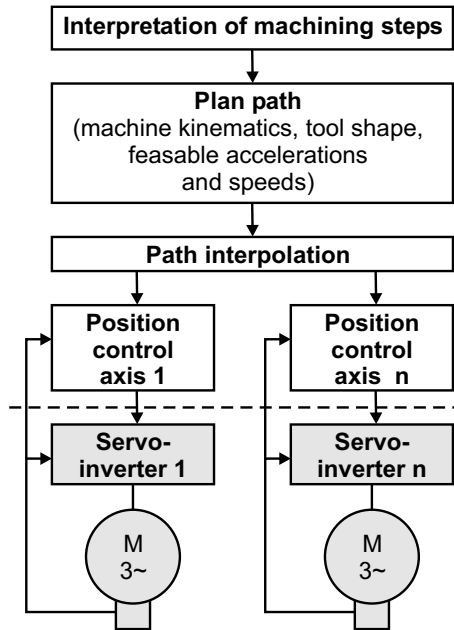 Interpretation of machining steps
Plan path
(machine kinematics, tool shape,
feasable accelerations
and speeds)
Path interpolation
Position
control
axis 1
Position
control
axis n
Servo-
inverter 1
Servo-
inverter n
M
3~
M
3~